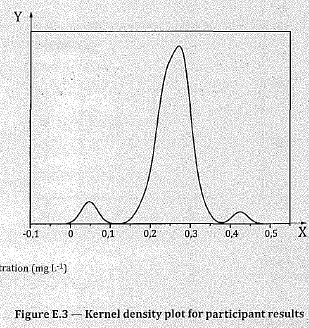 Y
-0,1 0 0,1 0,2 0,3 0,4 0,5 X
tration (mg l.⁻¹)
Figure E.3 — Kernel density plot for participant results